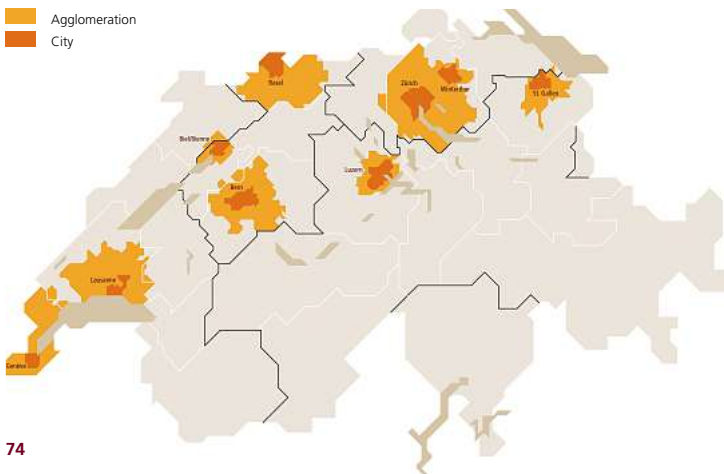 Agglomeration
City
Basel
Zürich
Winterthur
St. Gallen
Biel/Bienne
Luzern
Bern
Lausanne
Genève
74